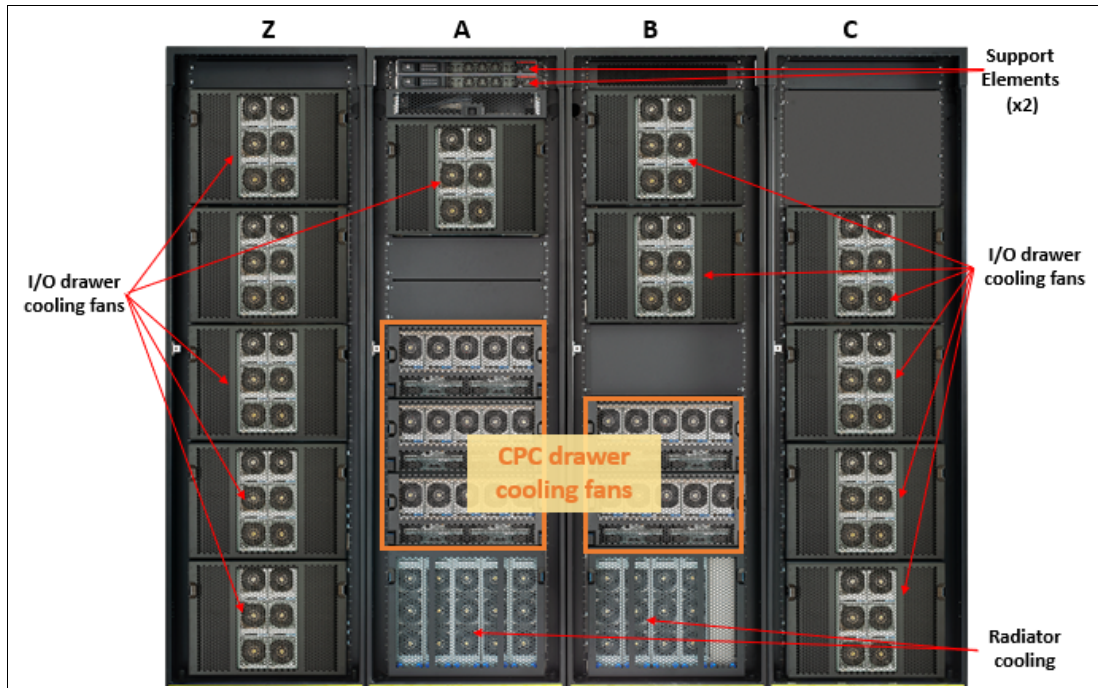 Z
A
B
C
Support
Elements
(x2)
I/O drawer
cooling fans
I/O drawer
cooling fans
CPC drawer
cooling fans
Radiator
cooling